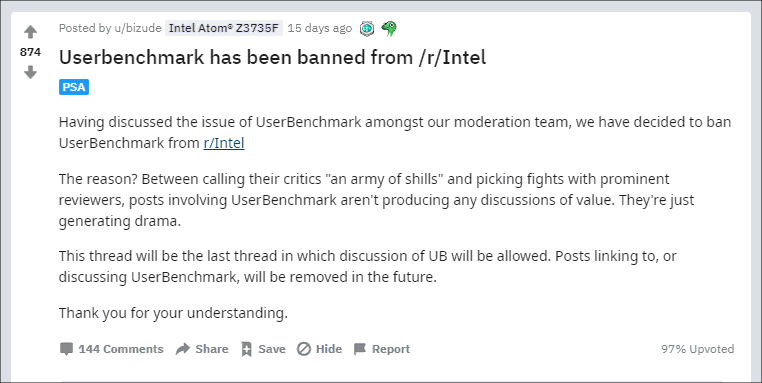 Posted by u/bizude Intel Atom® Z3735F 15 days ago
874
Userbenchmark has been banned from /r/Intel
PSA
Having discussed the issue of UserBenchmark amongst our moderation team, we have decided to ban
UserBenchmark from r/Intel
The reason? Between calling their critics "an army of shills" and picking fights with prominent
reviewers, posts involving UserBenchmark aren't producing any discussions of value. They're just
generating drama.
This thread will be the last thread in which discussion of UB will be allowed. Posts linking to, or
discussing UserBenchmark, will be removed in the future.
Thank you for your understanding.
144 Comments Share Save Hide Report 97% Upvoted